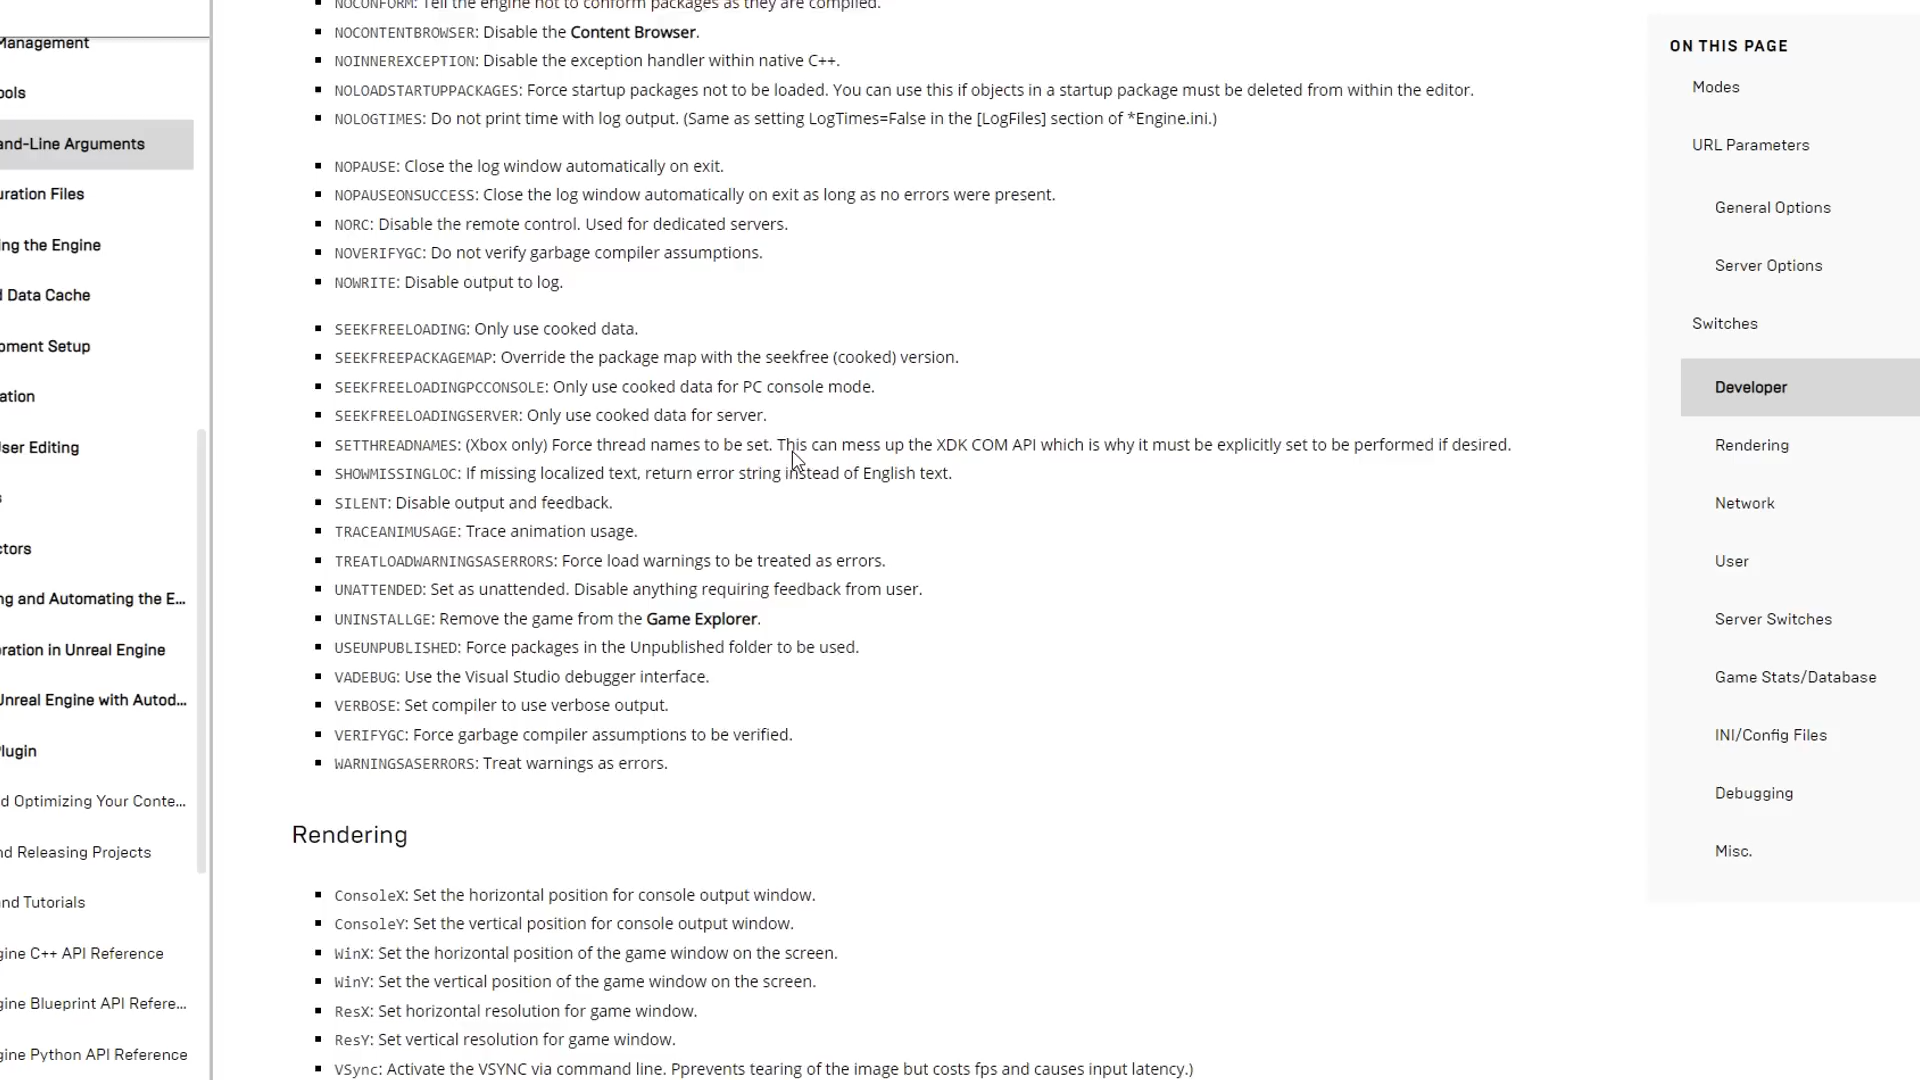 Management
ools
and-Line Arguments
uration Files
ing the Engine
d Data Cache
pment Setup
ation
User Editing
s
ctors
ng and Automating the E...
oration in Unreal Engine
Unreal Engine with Autod...
Plugin
d Optimizing Your Conte...
nd Releasing Projects
and Tutorials
gine C++ API Reference
gine Blueprint API Refere...
gine Python API Reference
NOCONFORM: Tell the engine not to conform packages as they are compiled.
NOCONTENTBROWSER: Disable the Content Browser.
NOINNEREXCEPTION: Disable the exception handler within native C++.
NOLOADSTARTUPPACKAGES: Force startup packages not to be loaded. You can use this if objects in a startup package must be deleted from within the editor.
NOLOGTIMES: Do not print time with log output. (Same as setting LogTimes=False in the [LogFiles] section of *Engine.ini.)
NOPAUSE: Close the log window automatically on exit.
NOPAUSEONSUCCESS: Close the log window automatically on exit as long as no errors were present.
NORC: Disable the remote control. Used for dedicated servers.
NOVERIFYGC: Do not verify garbage compiler assumptions.
NOWRITE: Disable output to log.
SEEKFREELOADING: Only use cooked data.
SEEKFREEPACKAGEMAP: Override the package map with the seekfree (cooked) version.
SEEKFREELOADINGPCCONSOLE: Only use cooked data for PC console mode.
SEEKFREELOADINGSERVER: Only use cooked data for server.
SETTHREADNAMES: (Xbox only) Force thread names to be set. This can mess up the XDK COM API which is why it must be explicitly set to be performed if desired.
SHOWMISSINGLOC: If missing localized text, return error string instead of English text.
SILENT: Disable output and feedback.
TRACEANIMUSAGE: Trace animation usage.
TREATLOADWARNINGSASERRORS: Force load warnings to be treated as errors.
UNATTENDED: Set as unattended. Disable anything requiring feedback from user.
UNINSTALLGE: Remove the game from the Game Explorer.
USEUNPUBLISHED: Force packages in the Unpublished folder to be used.
VADEBUG: Use the Visual Studio debugger interface.
VERBOSE: Set compiler to use verbose output.
VERIFYGC: Force garbage compiler assumptions to be verified.
WARNINGSASERRORS: Treat warnings as errors.
Rendering
ConsoleX: Set the horizontal position for console output window.
ConsoleY: Set the vertical position for console output window.
WinX: Set the horizontal position of the game window on the screen.
WinY: Set the vertical position of the game window on the screen.
ResX: Set horizontal resolution for game window.
ResY: Set vertical resolution for game window.
VSync: Activate the VSYNC via command line. Pprevents tearing of the image but costs fps and causes input latency.)
ON THIS PAGE
Modes
URL Parameters
General Options
Server Options
Switches
Developer
Rendering
Network
User
Server Switches
Game Stats/Database
INI/Config Files
Debugging
Misc.